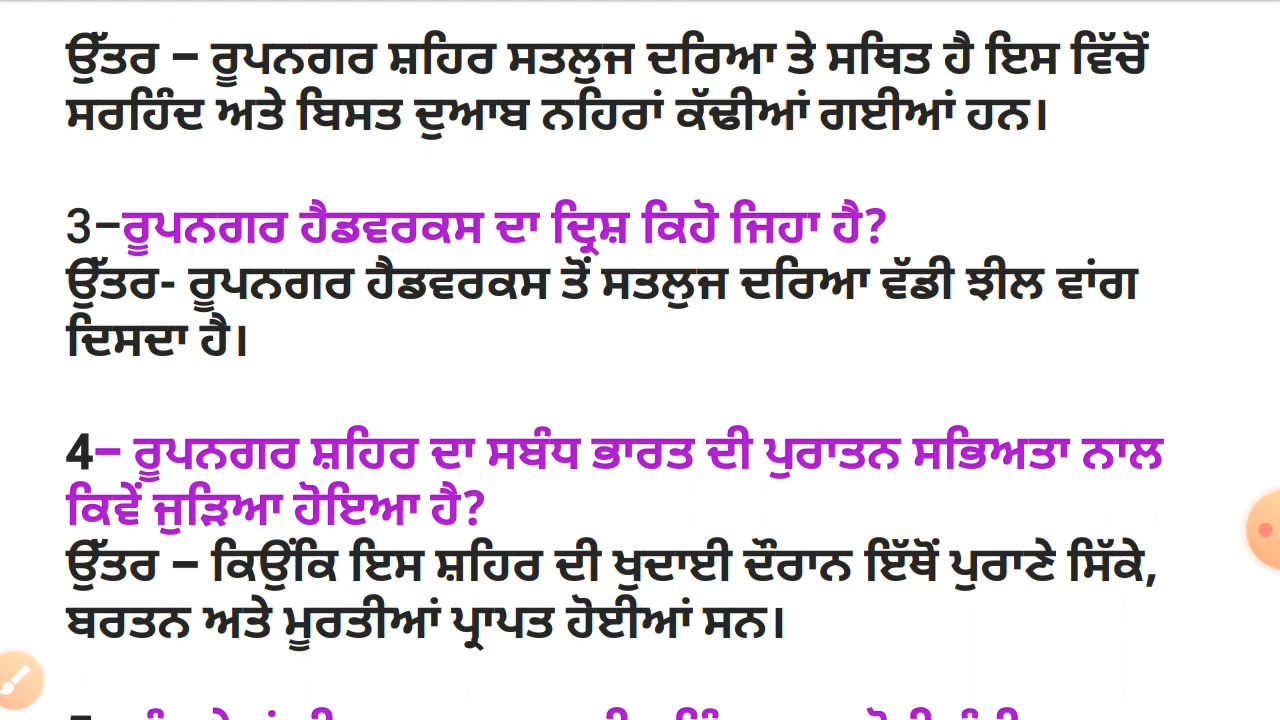 ਉੱਤਰ – ਰੂਪਨਗਰ ਸ਼ਹਿਰ ਸਤਲੁਜ ਦਰਿਆ ਤੇ ਸਥਿਤ ਹੈ ਇਸ ਵਿੱਚੋਂ
ਸਰਹਿੰਦ ਅਤੇ ਬਿਸਤ ਦੁਆਬ ਨਹਿਰਾਂ ਕੱਢੀਆਂ ਗਈਆਂ ਹਨ।
3–ਰੂਪਨਗਰ ਹੈਡਵਰਕਸ ਦਾ ਦ੍ਰਿਸ਼ ਕਿਹੋ ਜਿਹਾ ਹੈ?
ਉੱਤਰ- ਰੂਪਨਗਰ ਹੈਡਵਰਕਸ ਤੋਂ ਸਤਲੁਜ ਦਰਿਆ ਵੱਡੀ ਝੀਲ ਵਾਂਗ
ਦਿਸਦਾ ਹੈ।
4– ਰੂਪਨਗਰ ਸ਼ਹਿਰ ਦਾ ਸਬੰਧ ਭਾਰਤ ਦੀ ਪੁਰਾਤਨ ਸਭਿਅਤਾ ਨਾਲ
ਕਿਵੇਂ ਜੁੜਿਆ ਹੋਇਆ ਹੈ?
ਉੱਤਰ – ਕਿਉਂਕਿ ਇਸ ਸ਼ਹਿਰ ਦੀ ਖੁਦਾਈ ਦੌਰਾਨ ਇੱਥੋਂ ਪੁਰਾਣੇ ਸਿੱਕੇ,
ਬਰਤਨ ਅਤੇ ਮੂਰਤੀਆਂ ਪ੍ਰਾਪਤ ਹੋਈਆਂ ਸਨ।